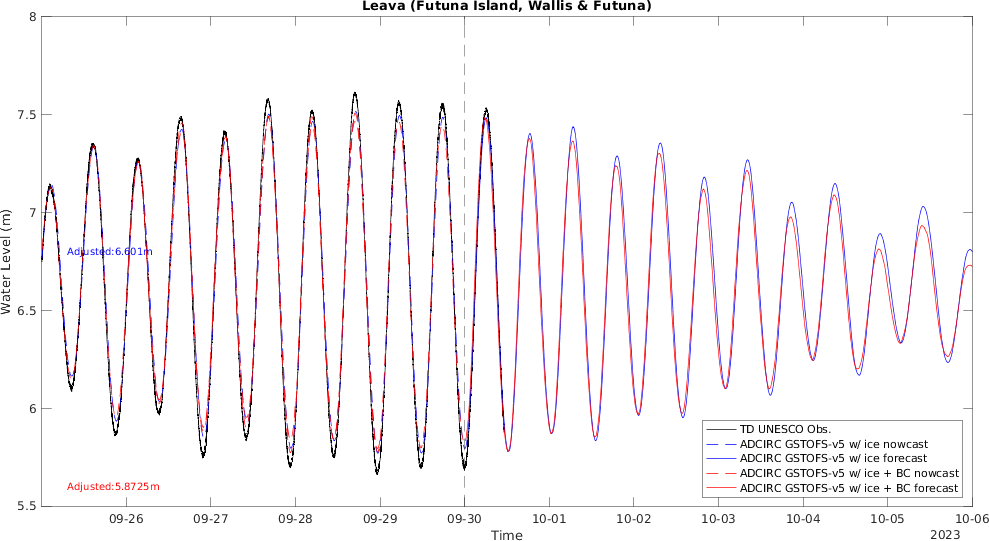 Leava (Futuna Island, Wallis & Futuna)
8
7.5
7
6.5
6
5.5
Water Level (m)
Adjusted:6.601m
Adjusted:5.8725m
TD UNESCO Obs.
ADCIRC GSTOFS-v5 w/ ice nowcast
ADCIRC GSTOFS-v5 w/ ice forecast
ADCIRC GSTOFS-v5 w/ ice + BC nowcast
ADCIRC GSTOFS-v5 w/ ice + BC forecast
09-26 09-27 09-28 09-29 09-30 10-01 10-02 10-03 10-04 10-05 10-06
Time
2023